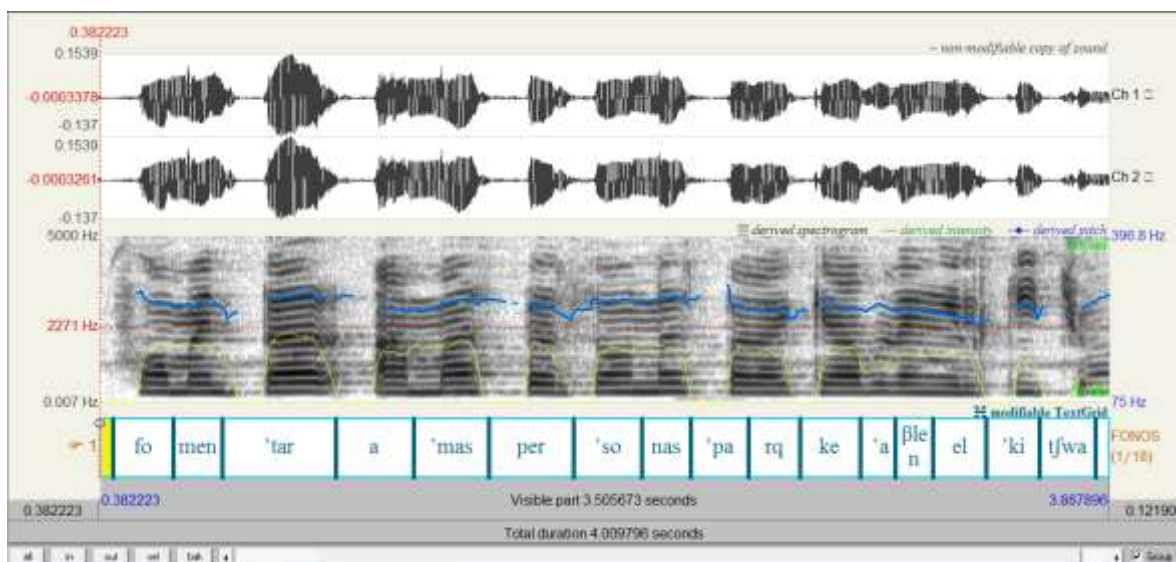 0.382223
0.1539
~ non-modifiable copy of sound
-0.0003378
Ch 1
-0.137
0.1539
-0.0003261
Ch 2
-0.137
5000 Hz
derived spectrogram
derived intensity
derived pitch
396.8 Hz
2271 Hz
0.007 Hz
75 Hz
modifiable TextGrid
1
fo
men
'tar
a
'mas
per
'so
nas
'pa
rq
ke
'a
βle
n
el
'ki
tʃwa
FONOS
(1/18)
0.382223
Visible part 3.505673 seconds
3.887896
0.382223
0.12190
Total duration 4.009796 seconds
all
in
out
sel
bak
Group